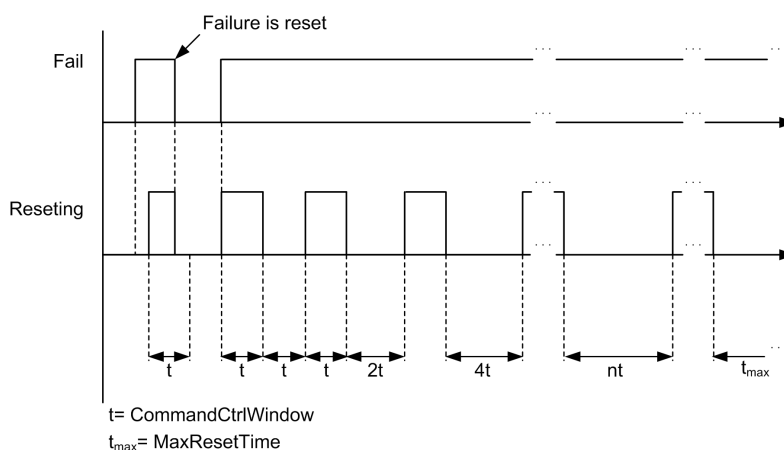 Failure is reset
Fail
Reseting
t
t
t
t
2t
4t
nt
tmax
t= CommandCtrlWindow
tmax= MaxResetTime